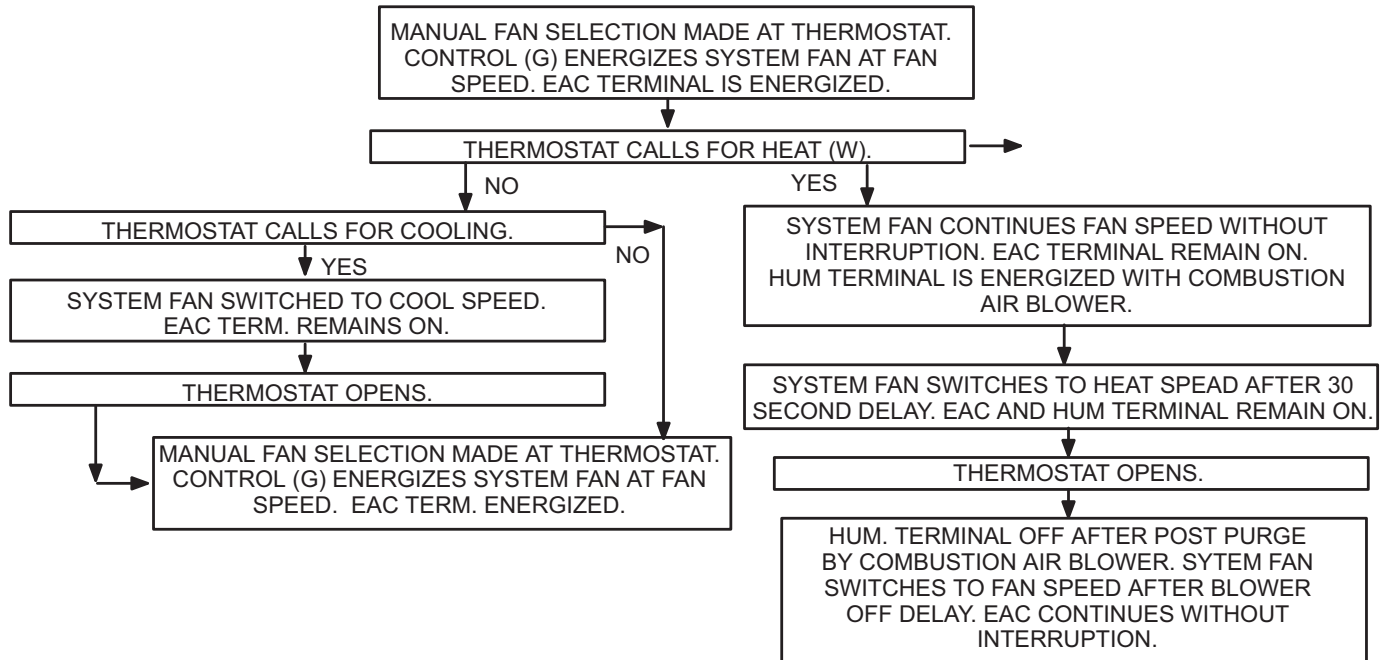 MANUAL FAN SELECTION MADE AT THERMOSTAT.
CONTROL (G) ENERGIZES SYSTEM FAN AT FAN
SPEED. EAC TERMINAL IS ENERGIZED.
THERMOSTAT CALLS FOR HEAT (W).
NO
YES
THERMOSTAT CALLS FOR COOLING.
NO
YES
SYSTEM FAN SWITCHED TO COOL SPEED.
EAC TERM. REMAINS ON.
THERMOSTAT OPENS.
MANUAL FAN SELECTION MADE AT THERMOSTAT.
CONTROL (G) ENERGIZES SYSTEM FAN AT FAN
SPEED. EAC TERM. ENERGIZED.
SYSTEM FAN CONTINUES FAN SPEED WITHOUT
INTERRUPTION. EAC TERMINAL REMAIN ON.
HUM TERMINAL IS ENERGIZED WITH COMBUSTION
AIR BLOWER.
SYSTEM FAN SWITCHES TO HEAT SPEAD AFTER 30
SECOND DELAY. EAC AND HUM TERMINAL REMAIN ON.
THERMOSTAT OPENS.
HUM. TERMINAL OFF AFTER POST PURGE
BY COMBUSTION AIR BLOWER. SYTEM FAN
SWITCHES TO FAN SPEED AFTER BLOWER
OFF DELAY. EAC CONTINUES WITHOUT
INTERRUPTION.